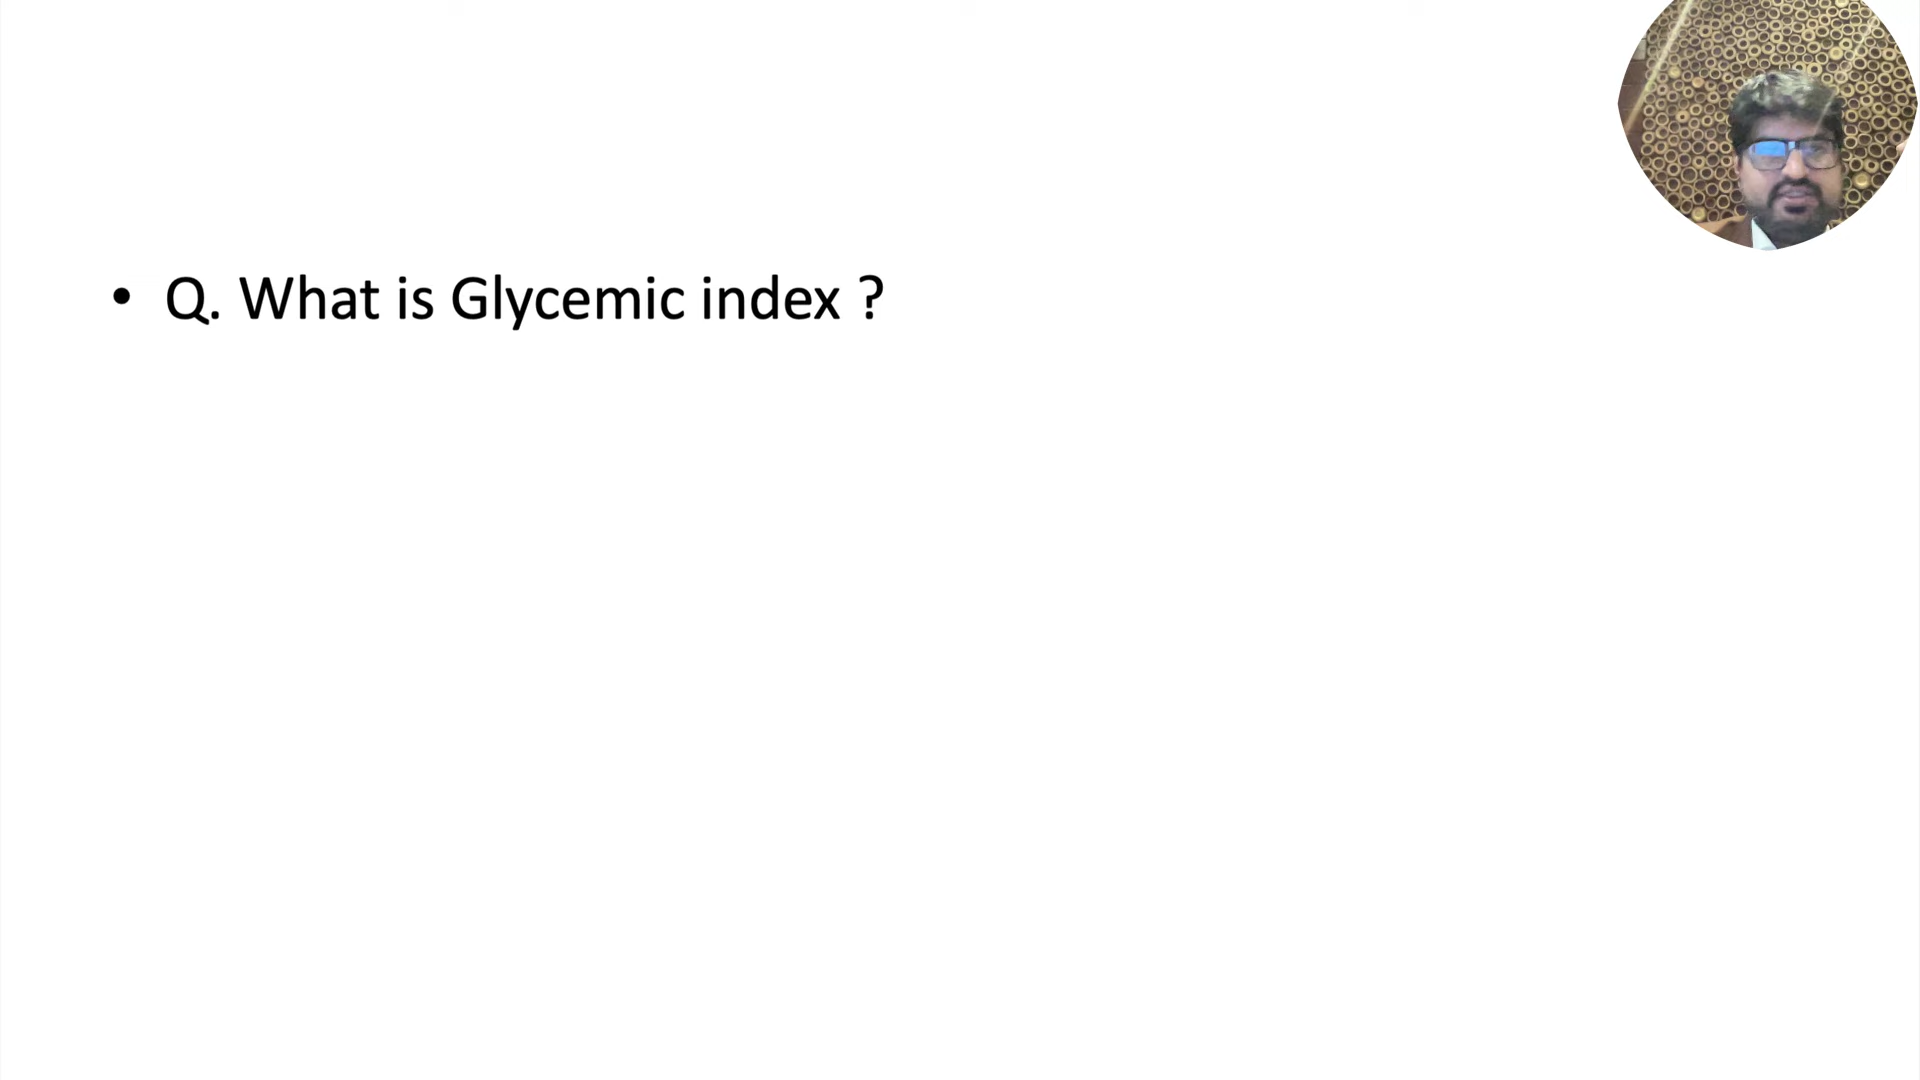 • Q. What is Glycemic index ?